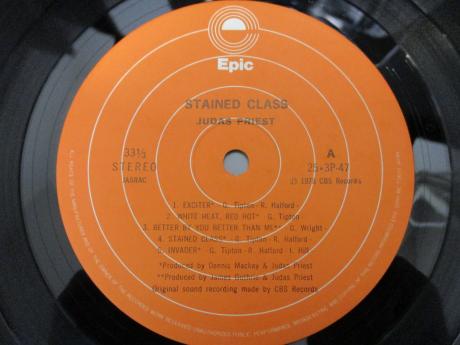 Epic
STAINED CLASS
JUDAS PRIEST
33⅓
STEREO
JASRAC
A
25•3P-47
Ⓟ 1978 CBS Records
1. EXCITER* - G. Tipton - R. Halford -
2. WHITE HEAT, RED HOT* - G. Tipton -
3. BETTER BY YOU BETTER THAN ME** - G. Wright -
4. STAINED CLASS* - G. Tipton - R. Halford -
5. INVADER* - G. Tipton - R. Halford - I. Hill -
*Produced by Dennis Mackay & Judas Priest
**Produced by James Guthrie & Judas Priest
Original sound recording made by CBS Records